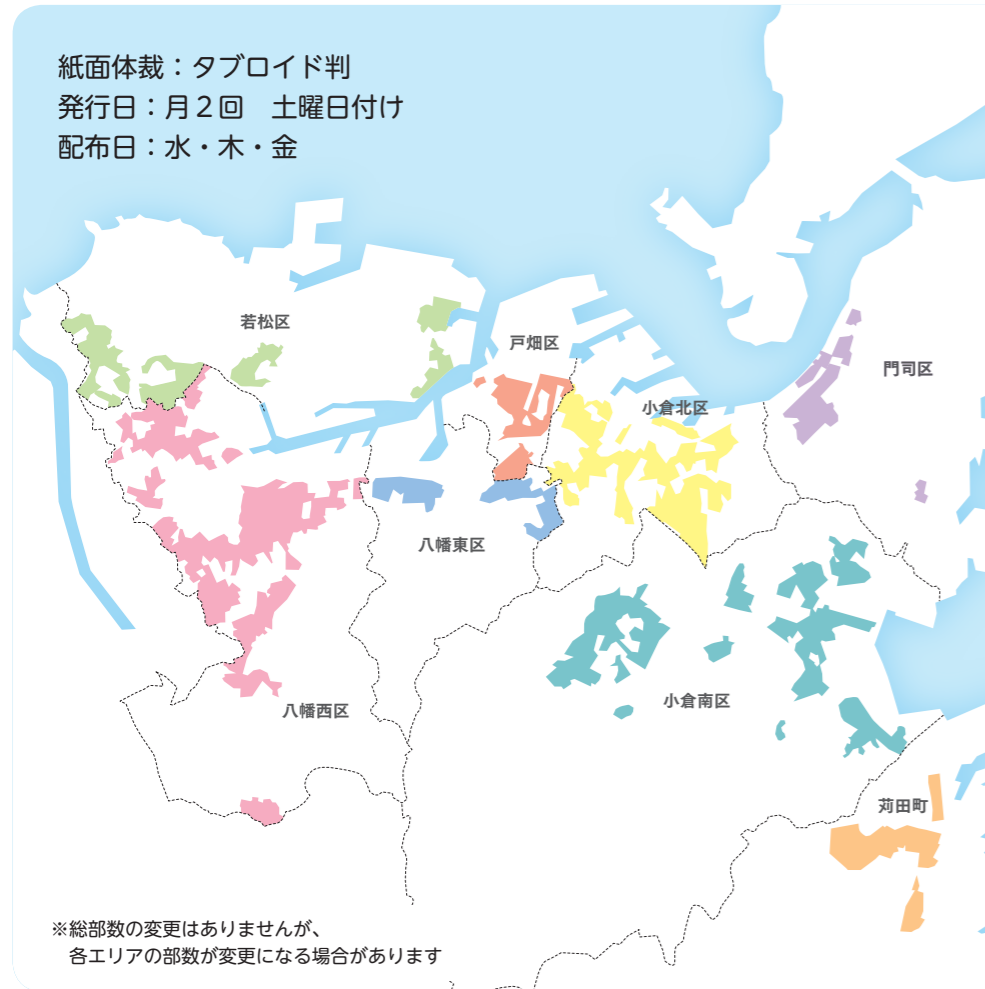 紙面体裁：タブロイド判
発行日：月２回　土曜日付け
配布日：水・木・金
若松区
戸畑区
門司区
小倉北区
八幡東区
小倉南区
八幡西区
苅田町
※総部数の変更はありませんが、
各エリアの部数が変更になる場合があります